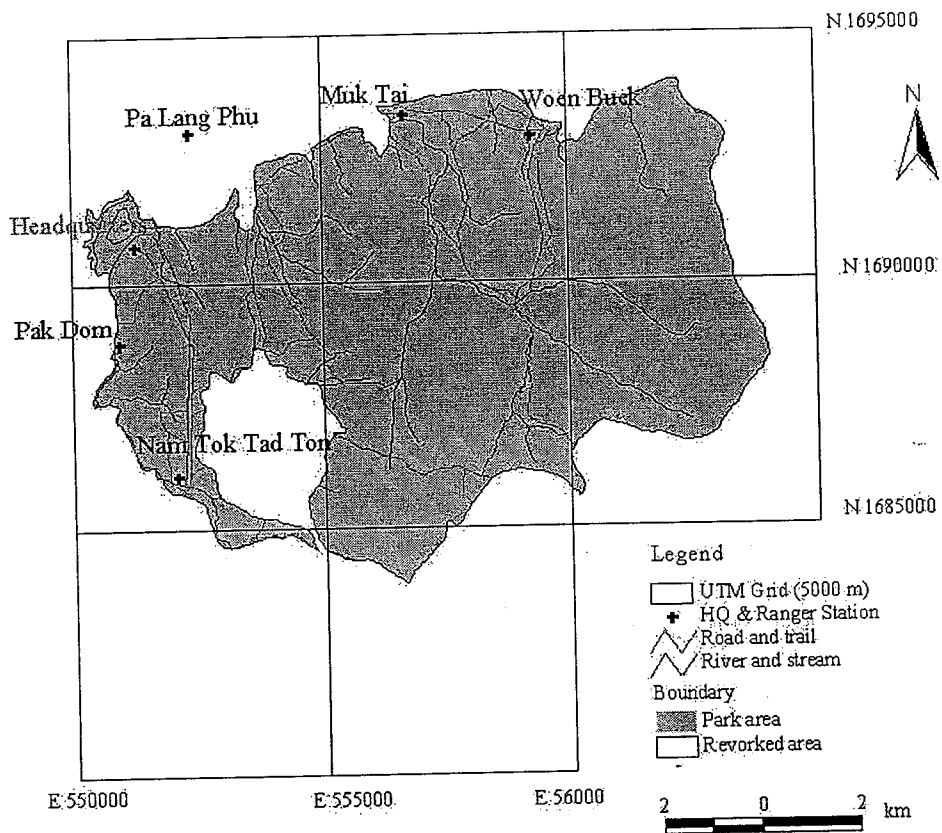 N 1695000
Muk Tai
Woen Buek
Pa Lang Phu
N
Headquarters
N 1690000
Pak Dom
Nam Tok Tad Ton
N 1685000
Legend
UTM Grid (5000 m)
HQ & Ranger Station
Road and trail
River and stream
Boundary
Park area
Revorked area
E 550000
E 555000
E 56000
2 0 2 km